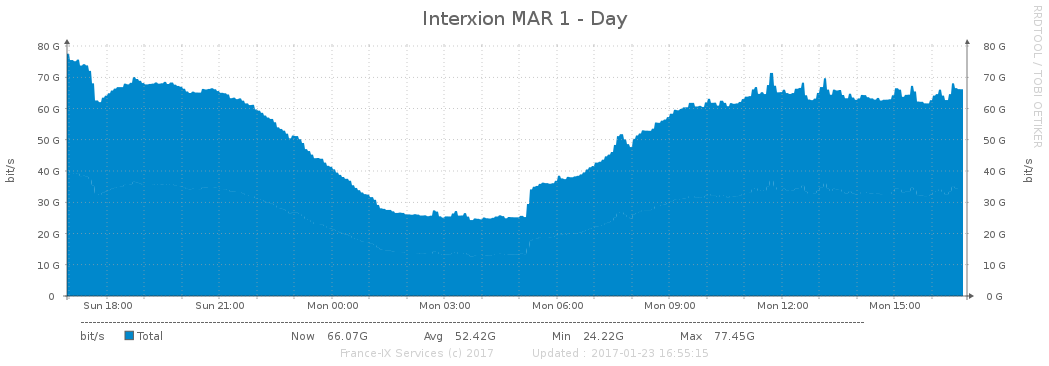 Interxion MAR 1 - Day
RRDTOOL / TOBI OETIKER
bit/s
80 G 80 G
70 G 70 G
60 G 60 G
50 G 50 G
40 G 40 G
30 G 30 G
20 G 20 G
10 G 10 G
0 0 G
bit/s
Sun 18:00 Sun 21:00 Mon 00:00 Mon 03:00 Mon 06:00 Mon 09:00 Mon 12:00 Mon 15:00
bit/s Total Now 66.07G Avg 52.42G Min 24.22G Max 77.45G
France-IX Services (c) 2017 Updated : 2017-01-23 16:55:15